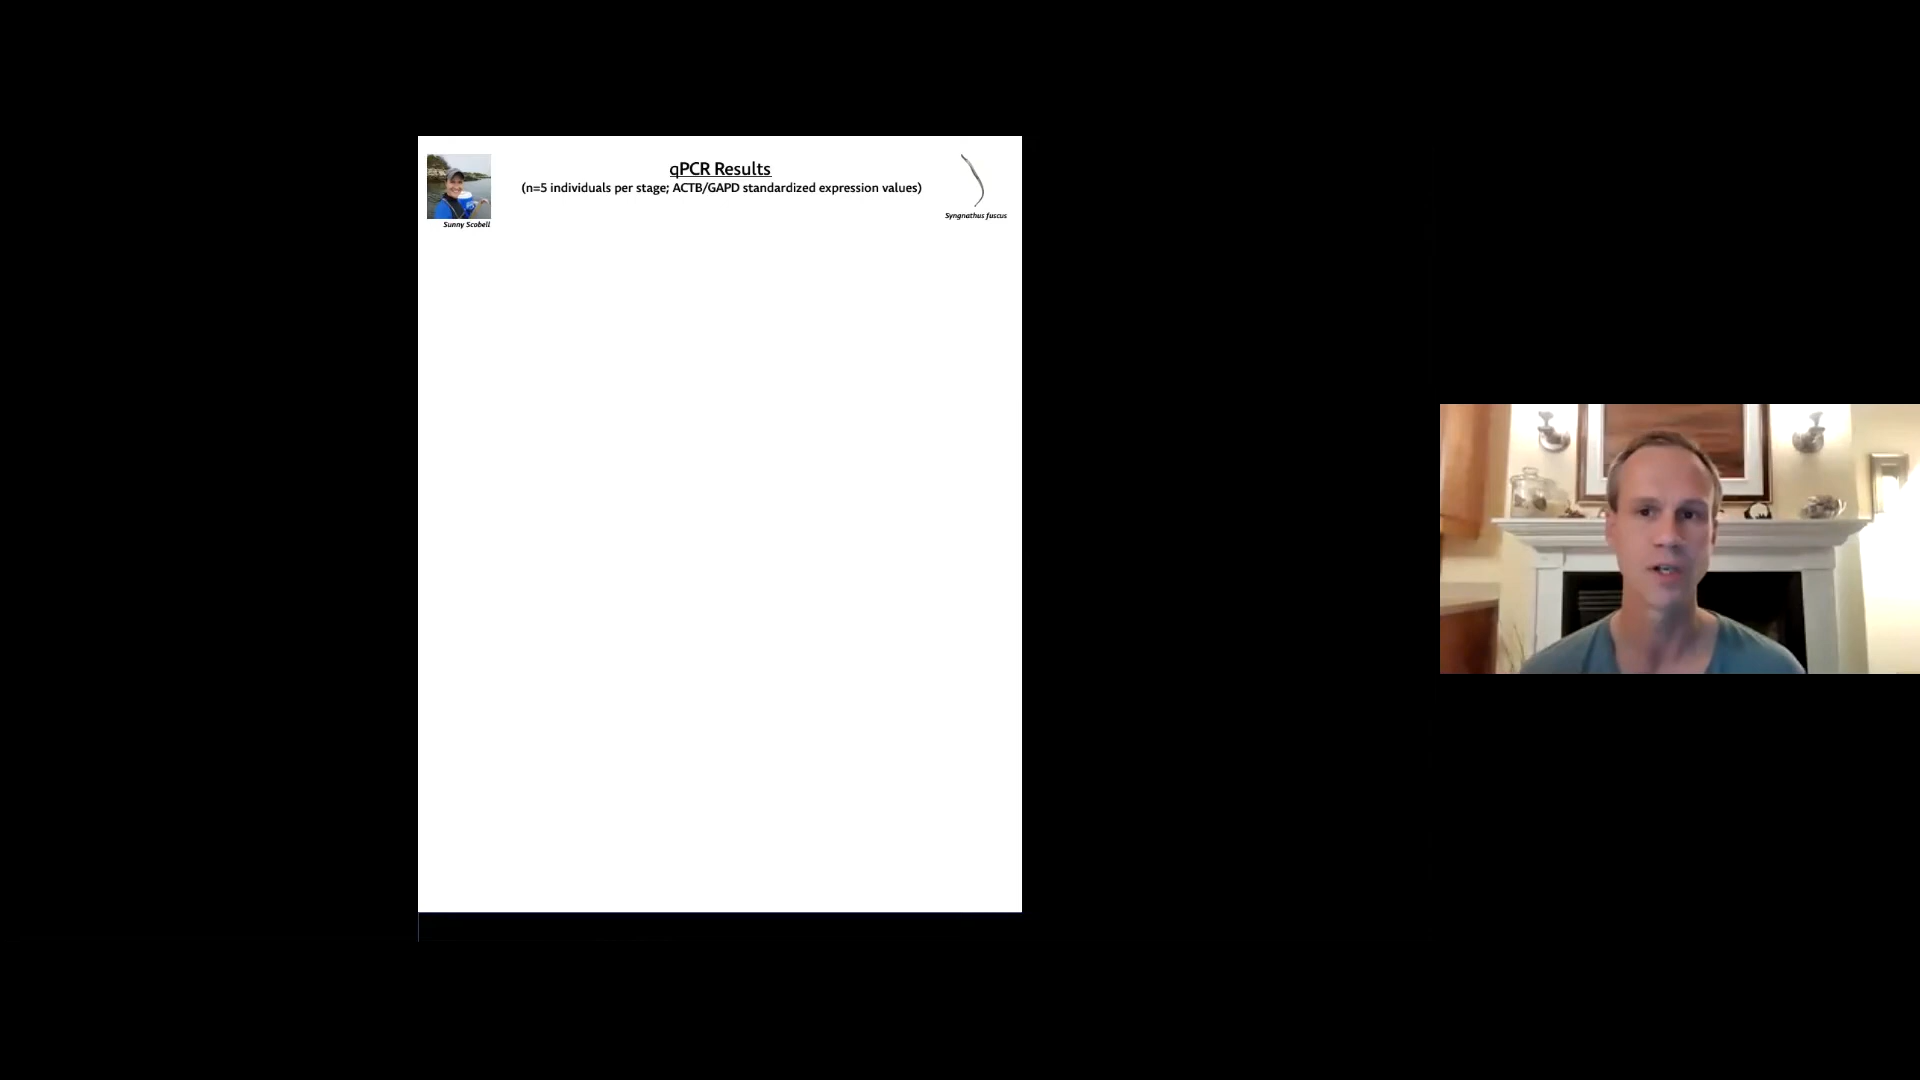 qPCR Results
(n=5 individuals per stage; ACTB/GAPD standardized expression values)
Sunny Scobell
Syngnathus fuscus